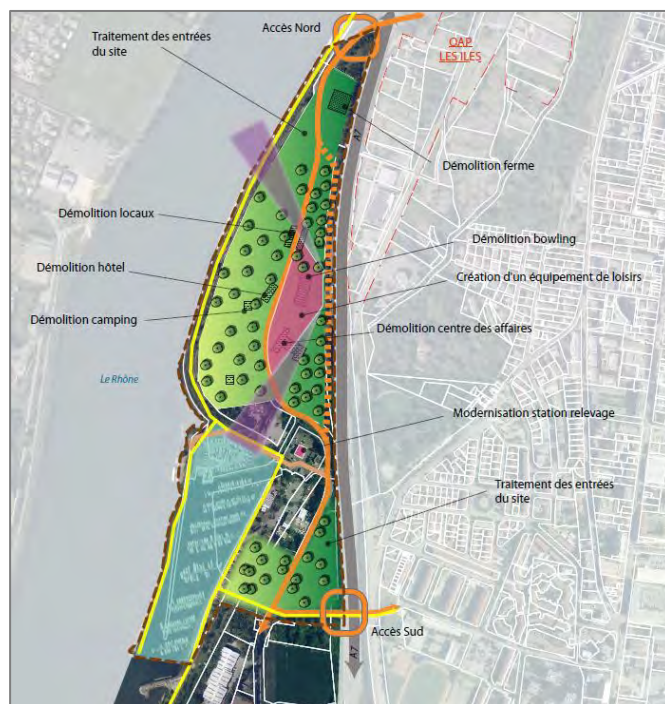 Accès Nord
Traitement des entrées
du site
OAP
LES ILES
A7
Démolition ferme
Démolition locaux
Démolition bowling
Démolition hôtel
Création d'un équipement de loisirs
Démolition camping
Démolition centre des affaires
Le Rhône
Modernisation station relevage
Traitement des entrées
du site
Accès Sud
A7